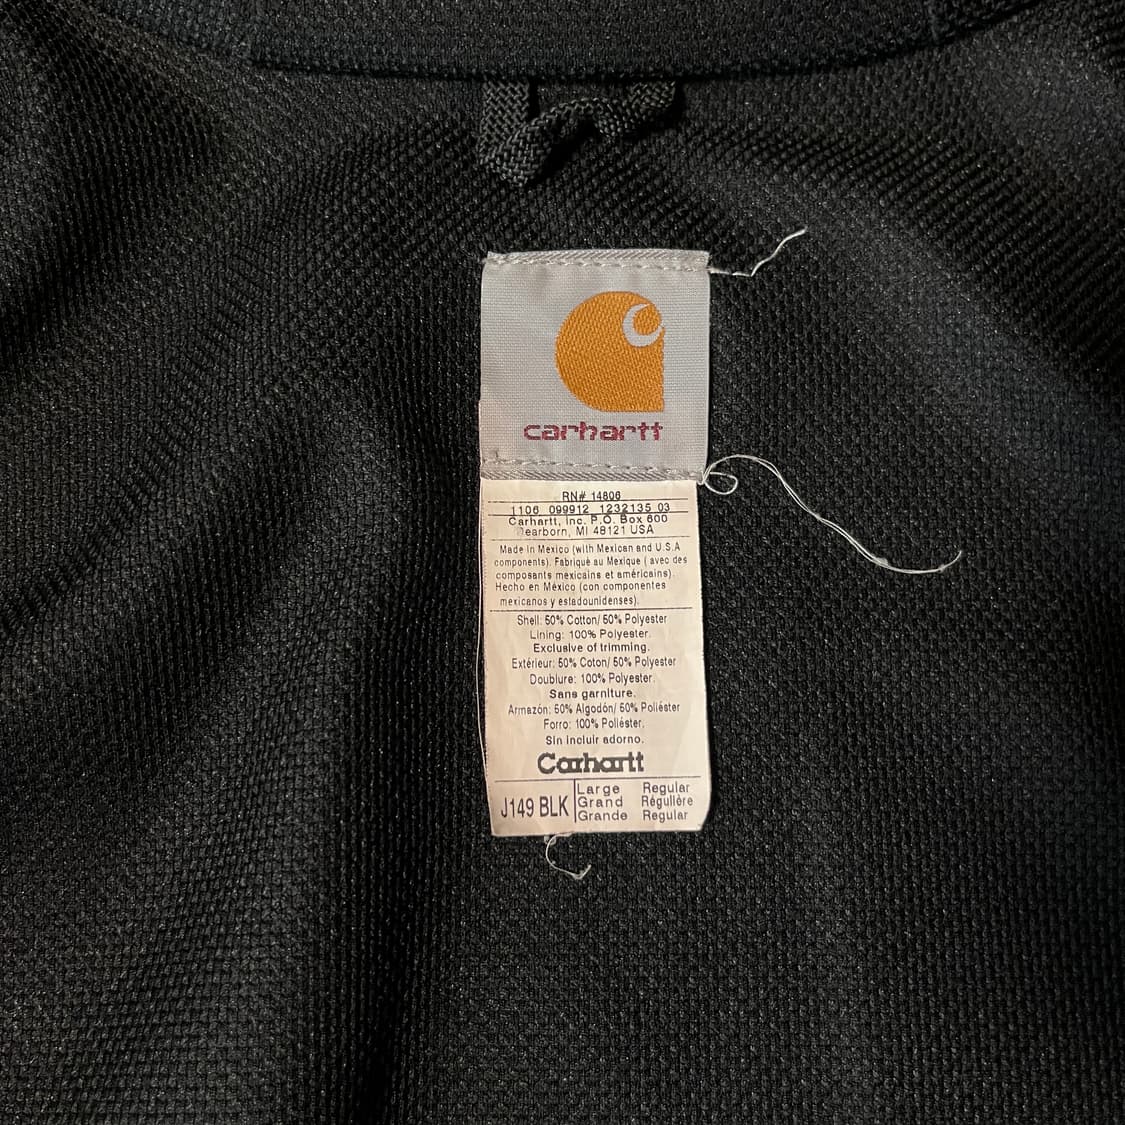 carhartt
RN# 14806
1106 099912 1232135 03
Carhartt, Inc. P.O. Box 600
earborn, MI 48121 USA
Made in Mexico (with Mexican and U.S.A
components). Fabriqué au Mexique ( avec des
composants mexicains et américains).
Hecho en México (con componentes
mexicanos y estadounidenses).
Shell: 50% Cotton/ 50% Polyester
Lining: 100% Polyester.
Exclusive of trimming.
Extérieur: 50% Coton/ 50% Polyester
Doublure: 100% Polyester.
Sans garniture.
Armazón: 50% Algodón/ 50% Poliéster
Forro: 100% Poliéster.
Sin incluir adorno.
Carhartt
J149 BLK
Large Regular
Grand Régulière
Grande Regular